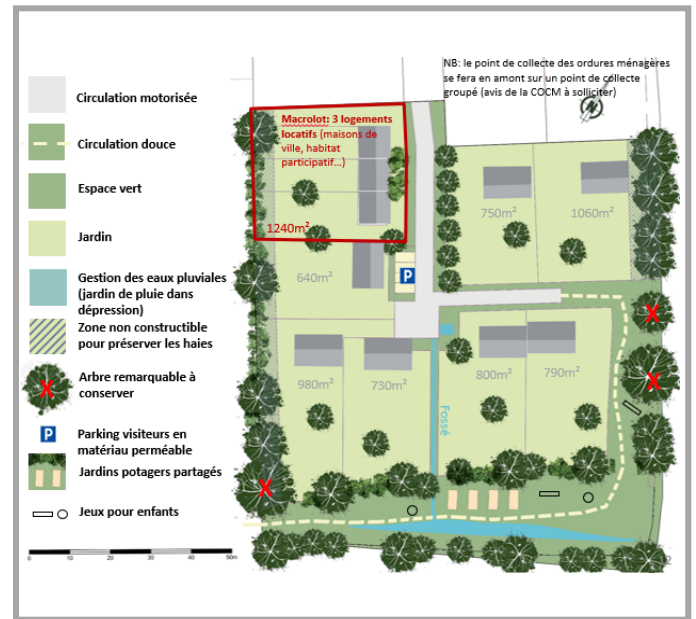 NB: le point de collecte des ordures ménagères
se fera en amont sur un point de collecte
groupé (avis de la COCM à solliciter)
N
Circulation motorisée
Circulation douce
Espace vert
Jardin
Gestion des eaux pluviales
(jardin de pluie dans
dépression)
Zone non constructible
pour préserver les haies
Arbre remarquable à
conserver
P
Parking visiteurs en
matériau perméable
Jardins potagers partagés
Jeux pour enfants
0
10
20
30
40
50m
Macrolot: 3 logements
locatifs (maisons de
ville, habitat
participatif...)
1240m²
750m²
1060m²
640m²
P
980m²
730m²
800m²
790m²
Fossé